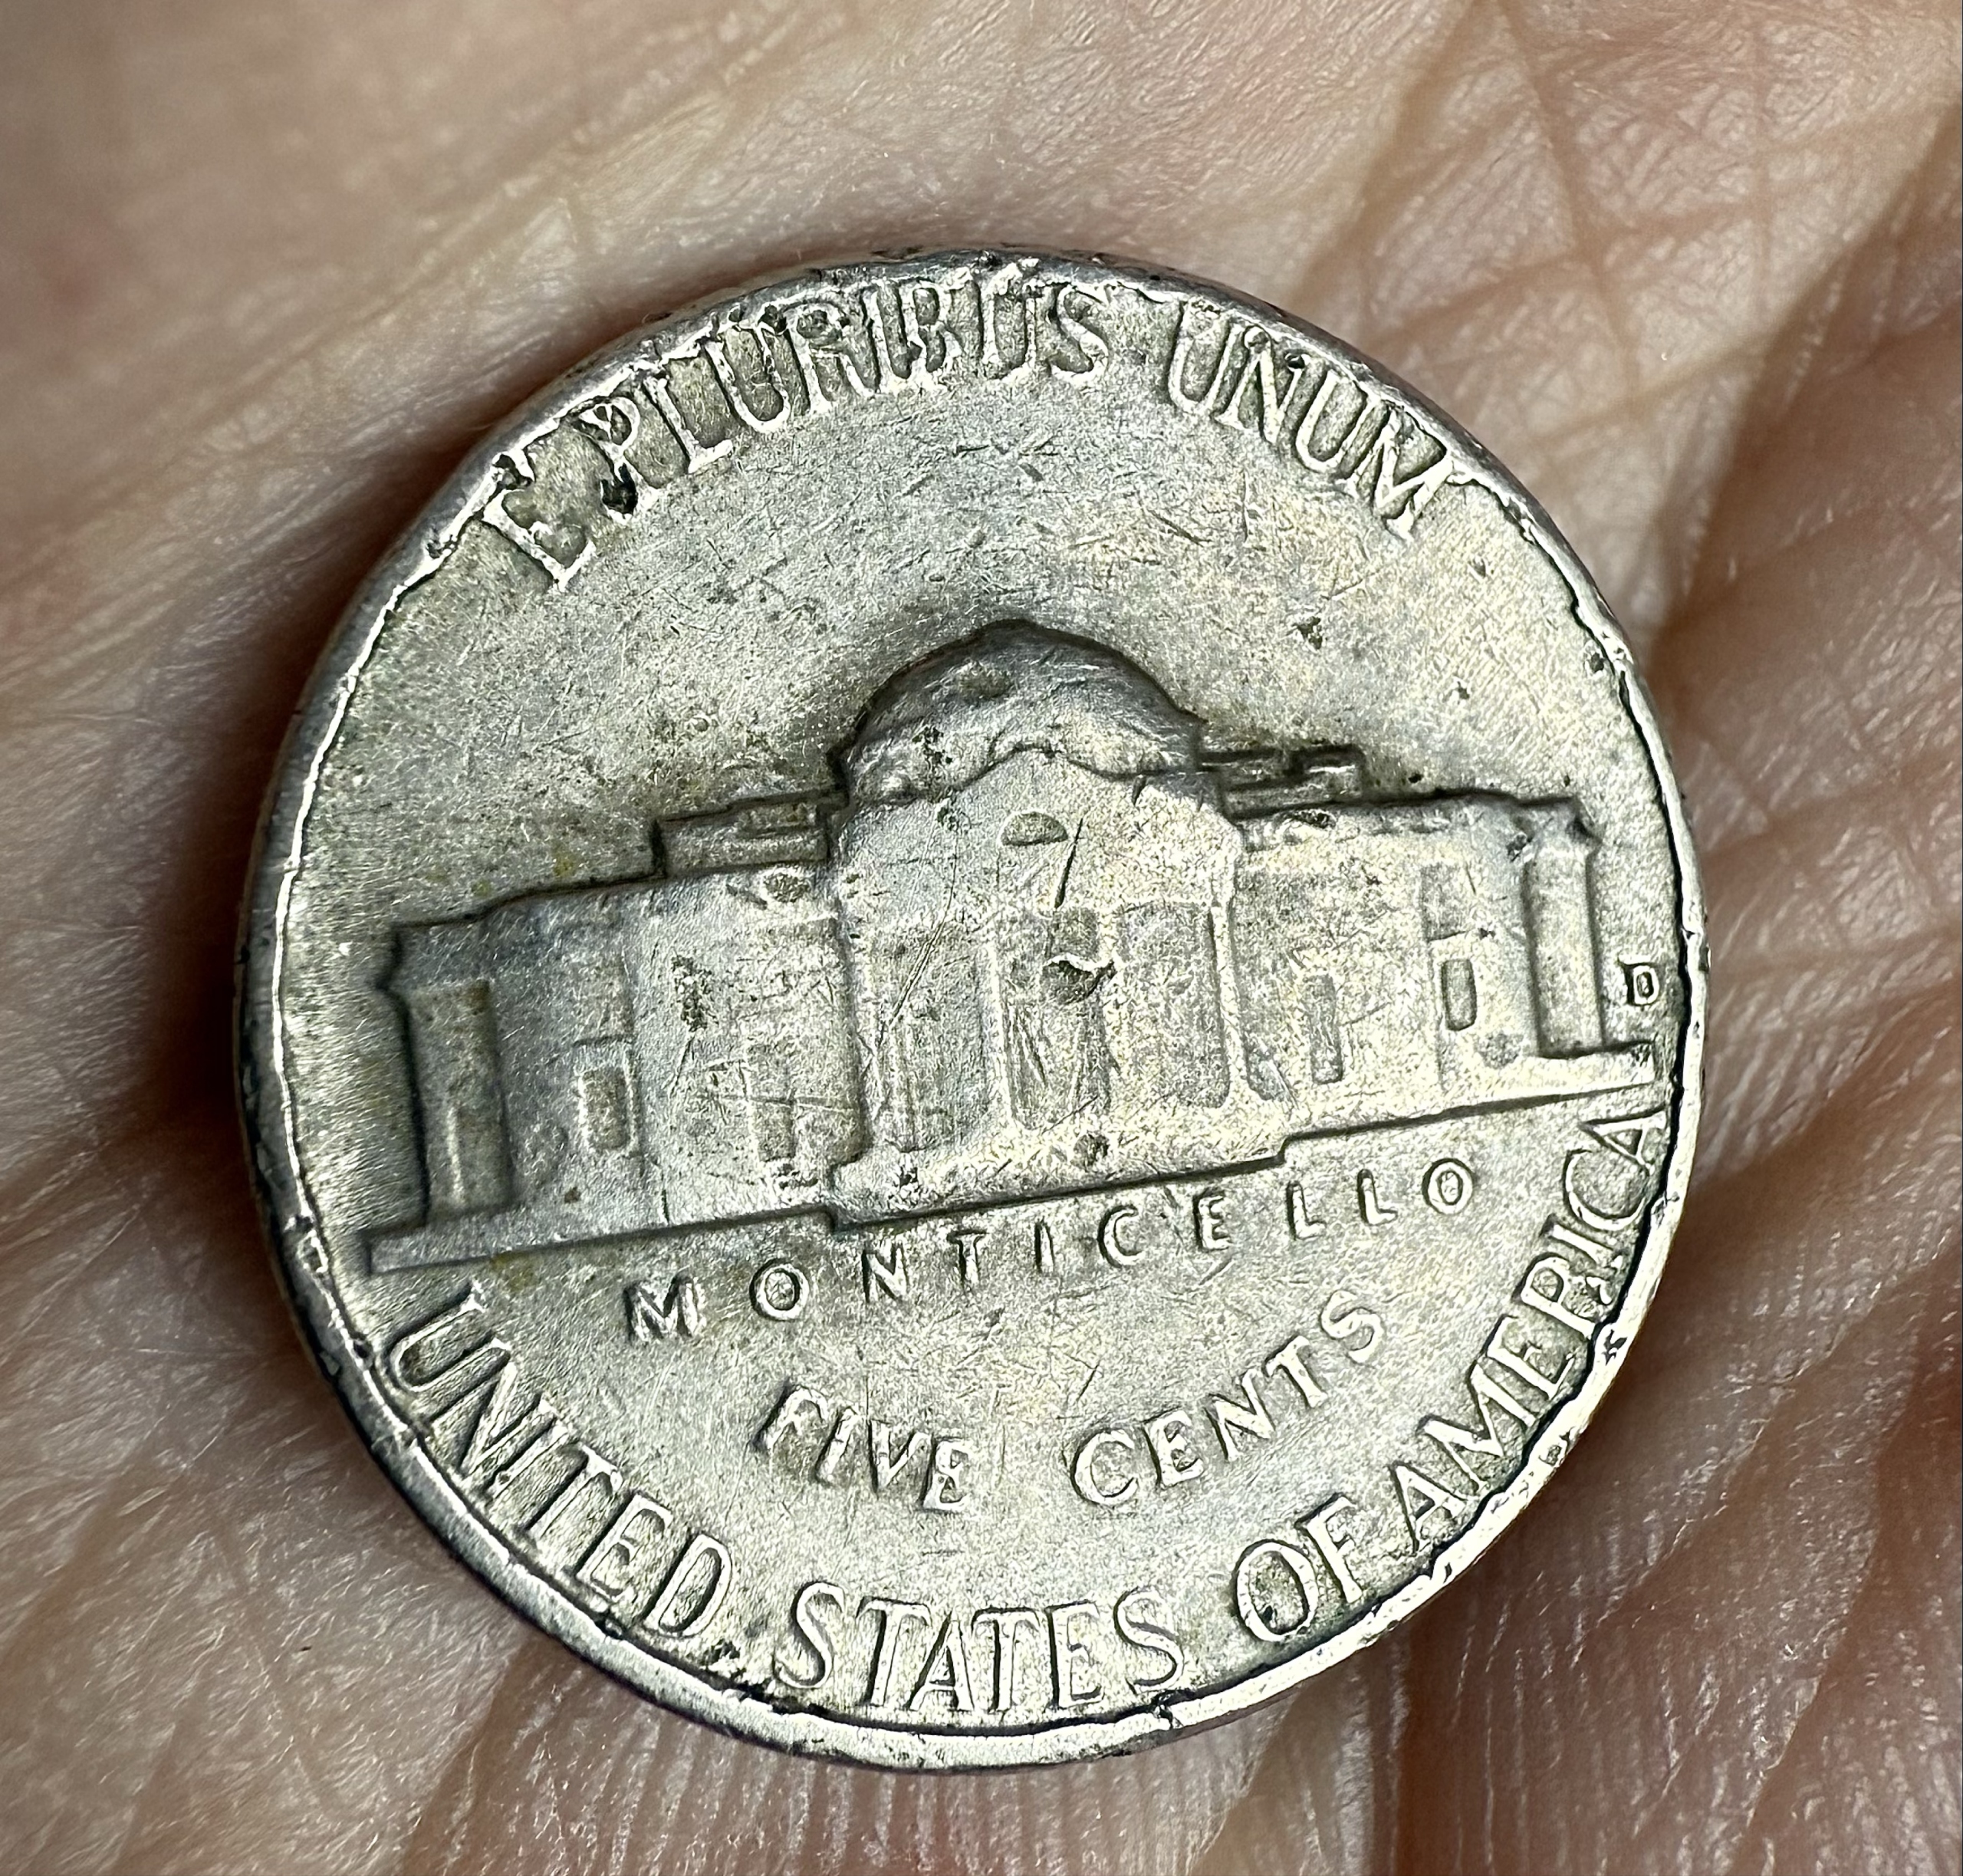 E PLURIBUS UNUM
D
MONTICELLO
FIVE CENTS
UNITED STATES OF AMERICA